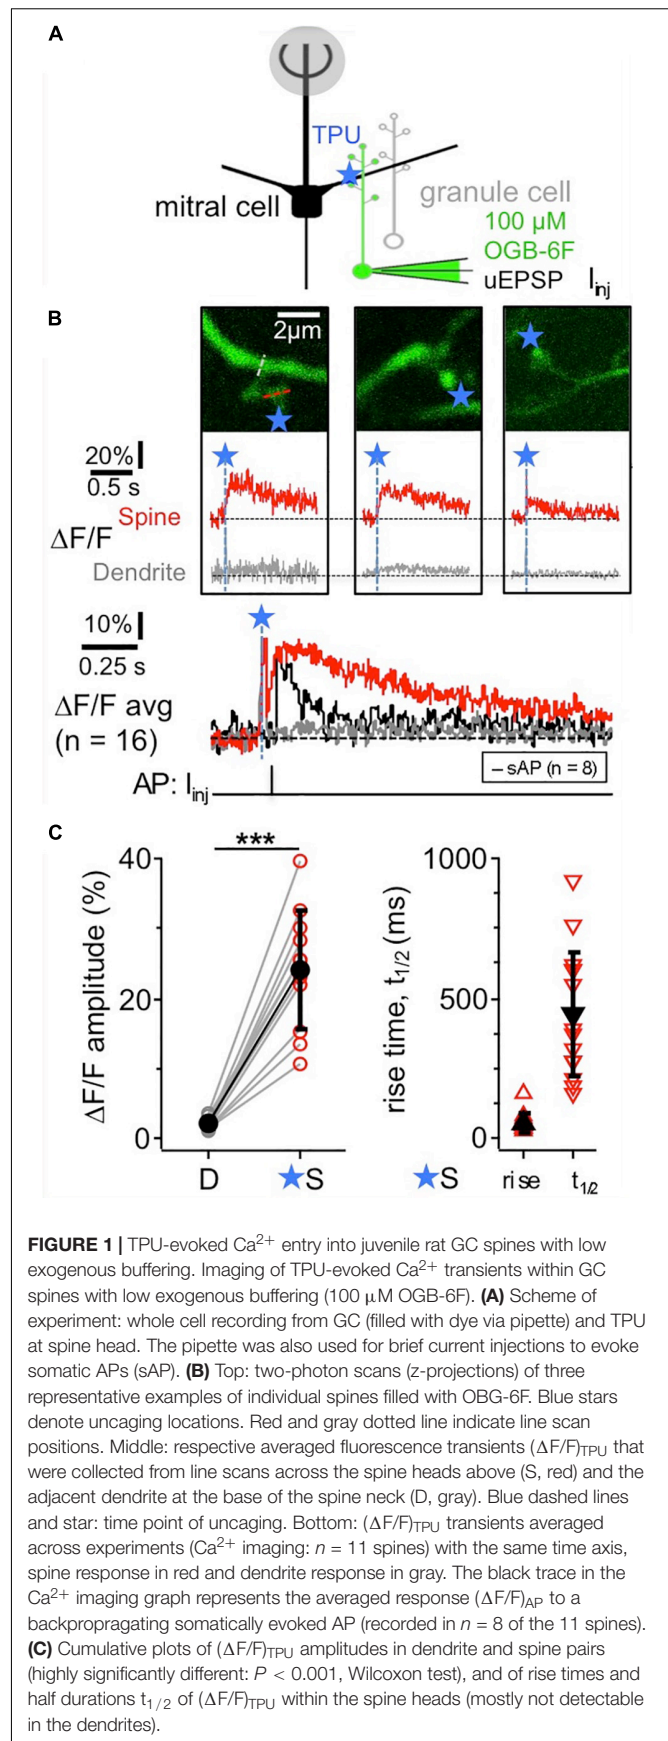 A
TPU
mitral cell
granule cell
100 µM
OGB-6F
uEPSP I inj
B
2µm
20%
0.5 s
Spine
ΔF/F
Dendrite
10%
0.25 s
ΔF/F avg
(n = 16)
– sAP (n = 8)
AP: I inj
C
***
40
20
0
ΔF/F amplitude (%)
D
S
1000
500
0
rise time, t1/2 (ms)
S
rise
t1/2
FIGURE 1 | TPU-evoked Ca2+ entry into juvenile rat GC spines with low
exogenous buffering. Imaging of TPU-evoked Ca2+ transients within GC
spines with low exogenous buffering (100 µM OGB-6F). (A) Scheme of
experiment: whole cell recording from GC (filled with dye via pipette) and TPU
at spine head. The pipette was also used for brief current injections to evoke
somatic APs (sAP). (B) Top: two-photon scans (z-projections) of three
representative examples of individual spines filled with OBG-6F. Blue stars
denote uncaging locations. Red and gray dotted line indicate line scan
positions. Middle: respective averaged fluorescence transients (ΔF/F)TPU that
were collected from line scans across the spine heads above (S, red) and the
adjacent dendrite at the base of the spine neck (D, gray). Blue dashed lines
and star: time point of uncaging. Bottom: (ΔF/F)TPU transients averaged
across experiments (Ca2+ imaging: n = 11 spines) with the same time axis,
spine response in red and dendrite response in gray. The black trace in the
Ca2+ imaging graph represents the averaged response (ΔF/F)AP to a
backpropragating somatically evoked AP (recorded in n = 8 of the 11 spines).
(C) Cumulative plots of (ΔF/F)TPU amplitudes in dendrite and spine pairs
(highly significantly different: P < 0.001, Wilcoxon test), and of rise times and
half durations t1/2 of (ΔF/F)TPU within the spine heads (mostly not detectable
in the dendrites).